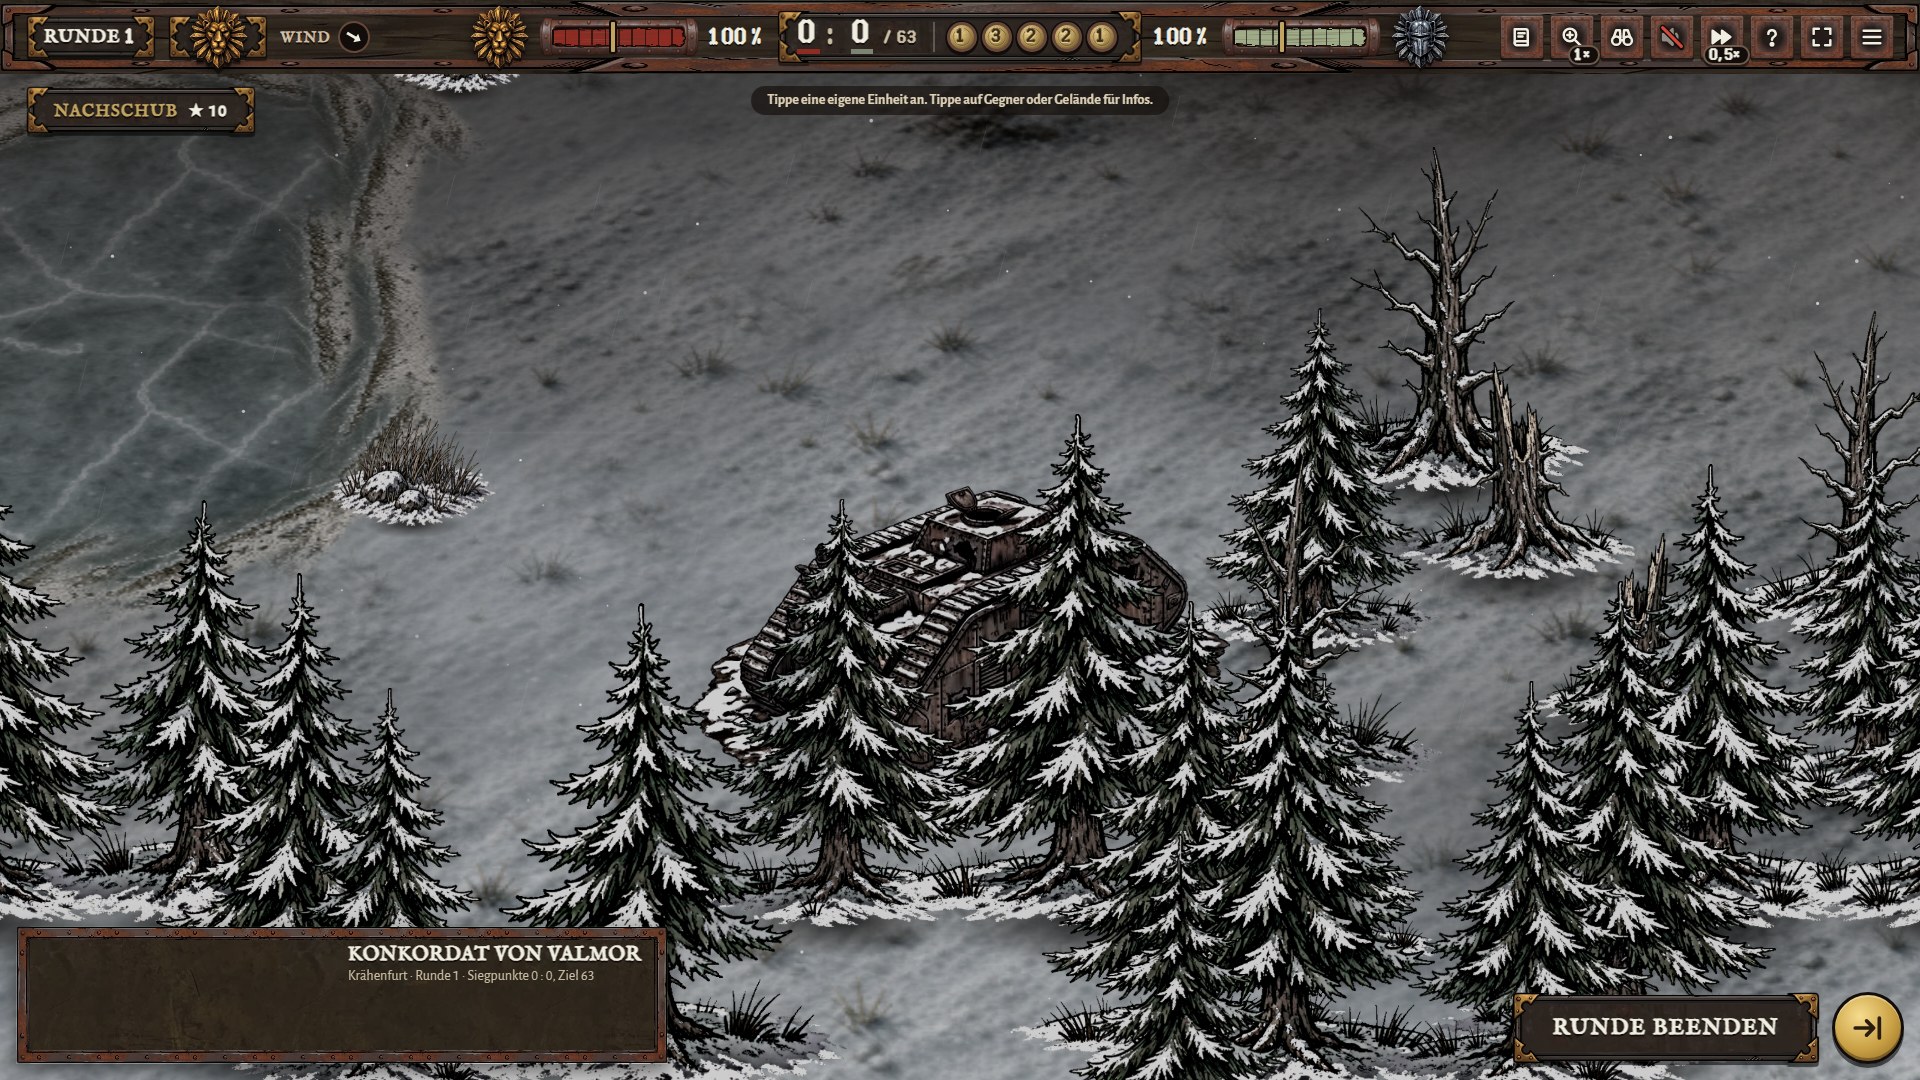 RUNDE 1
WIND
100%
0 : 0 / 63
1 3 2 2 1
100%
1×
0,5×
?
NACHSCHUB ★ 10
Tippe eine eigene Einheit an. Tippe auf Gegner oder Gelände für Infos.
KONKORDAT VON VALMOR
Krähenfurt · Runde 1 · Siegpunkte 0 : 0, Ziel 63
RUNDE BEENDEN